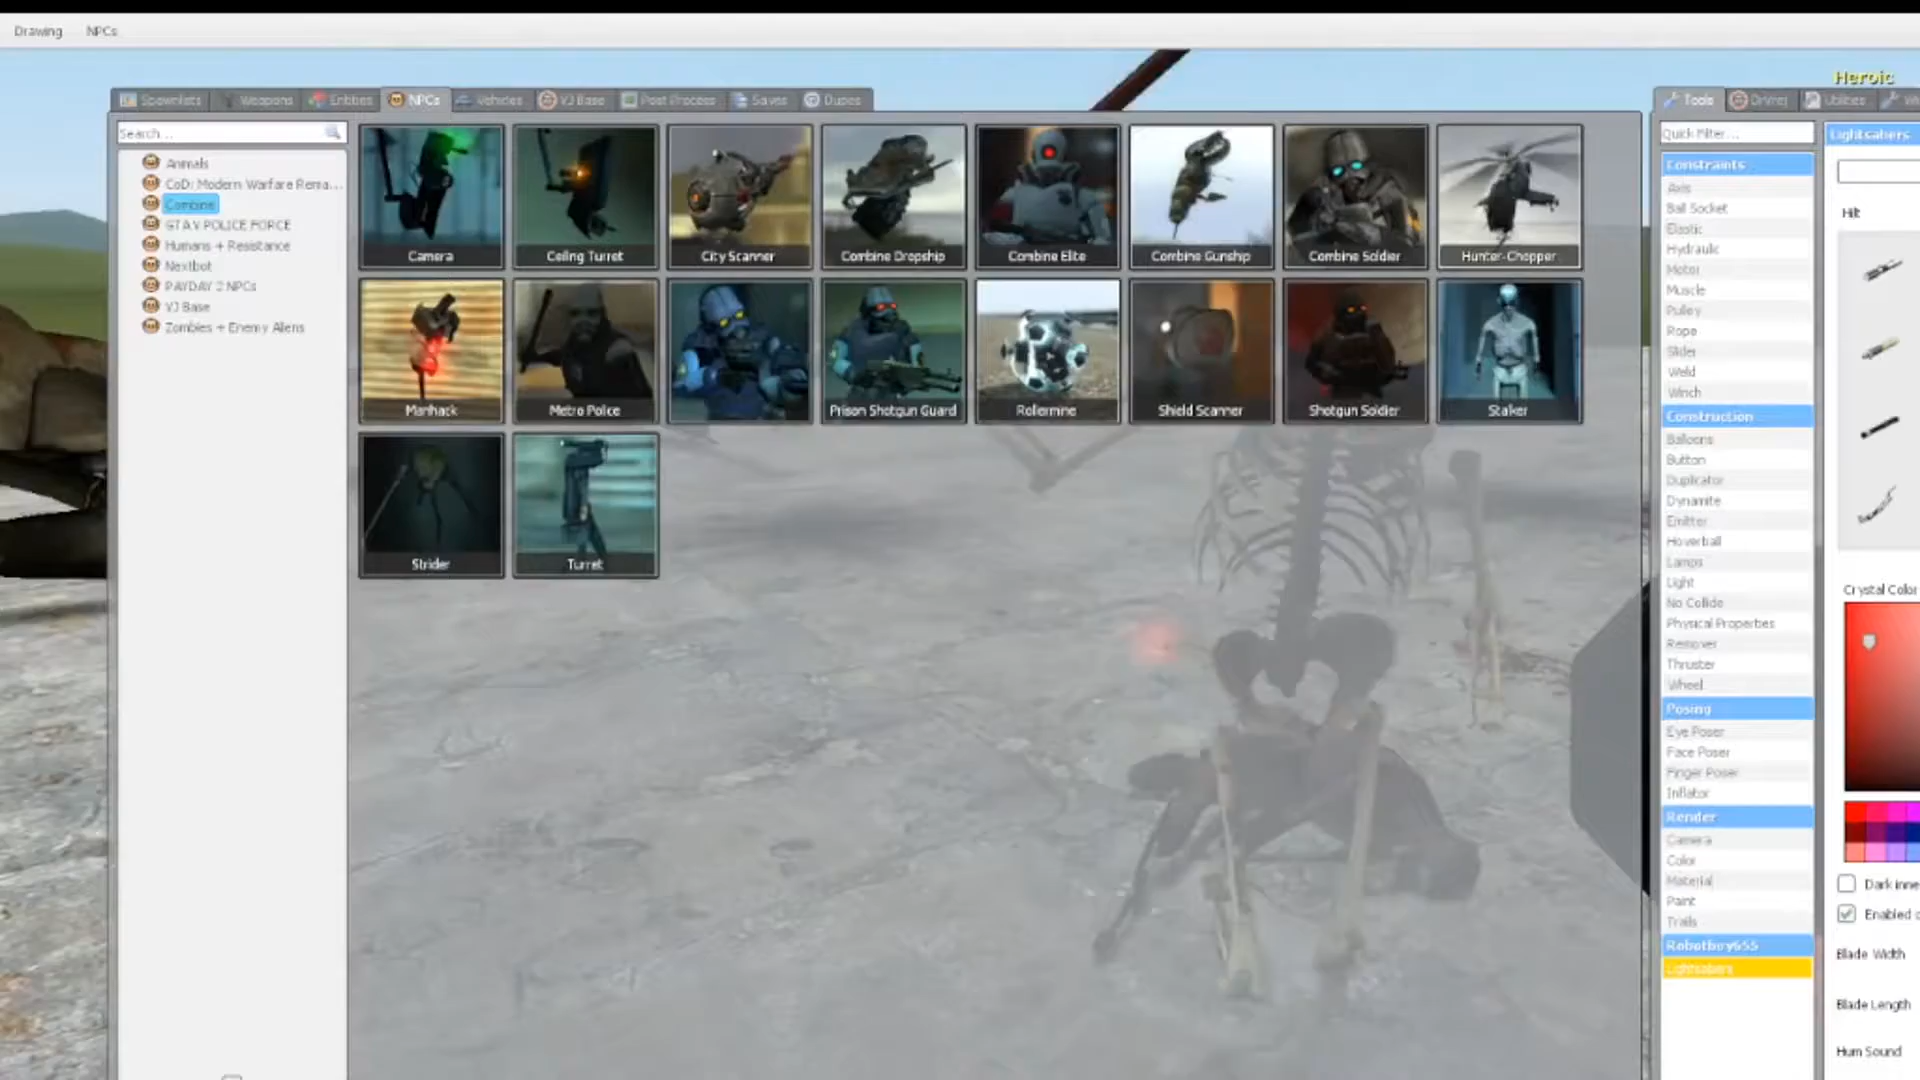 Drawing NPCs
Heroic
Spawnlists Weapons Entities NPCs Vehicles VJ Base Post Process Saves Dupes
Tools Drives Utilities
Search...
Animals
CoD: Modern Warfare Rema...
Combine
GTA V POLICE FORCE
Humans + Resistance
Nextbot
PAYDAY 2 NPCs
VJ Base
Zombies + Enemy Aliens
Camera Ceiling Turret City Scanner Combine Dropship Combine Elite Combine Gunship Combine Soldier Hunter-Chopper
Manhack Metro Police Prison Shotgun Guard Rollermine Shield Scanner Shotgun Soldier Stalker
Strider Turret
Quick Filter...
Constraints
Axis
Ball Socket
Elastic
Hydraulic
Motor
Muscle
Pulley
Rope
Slider
Weld
Winch
Construction
Balloons
Button
Duplicator
Dynamite
Emitter
Hoverball
Lamps
Light
No Collide
Physical Properties
Remover
Thruster
Wheel
Posing
Eye Poser
Face Poser
Finger Poser
Inflator
Render
Camera
Color
Material
Paint
Trails
Robotboy655
Lightsabers
Lightsabers
Hilt
Crystal Color
Dark inne
Enabled o
Blade Width
Blade Length
Hum Sound